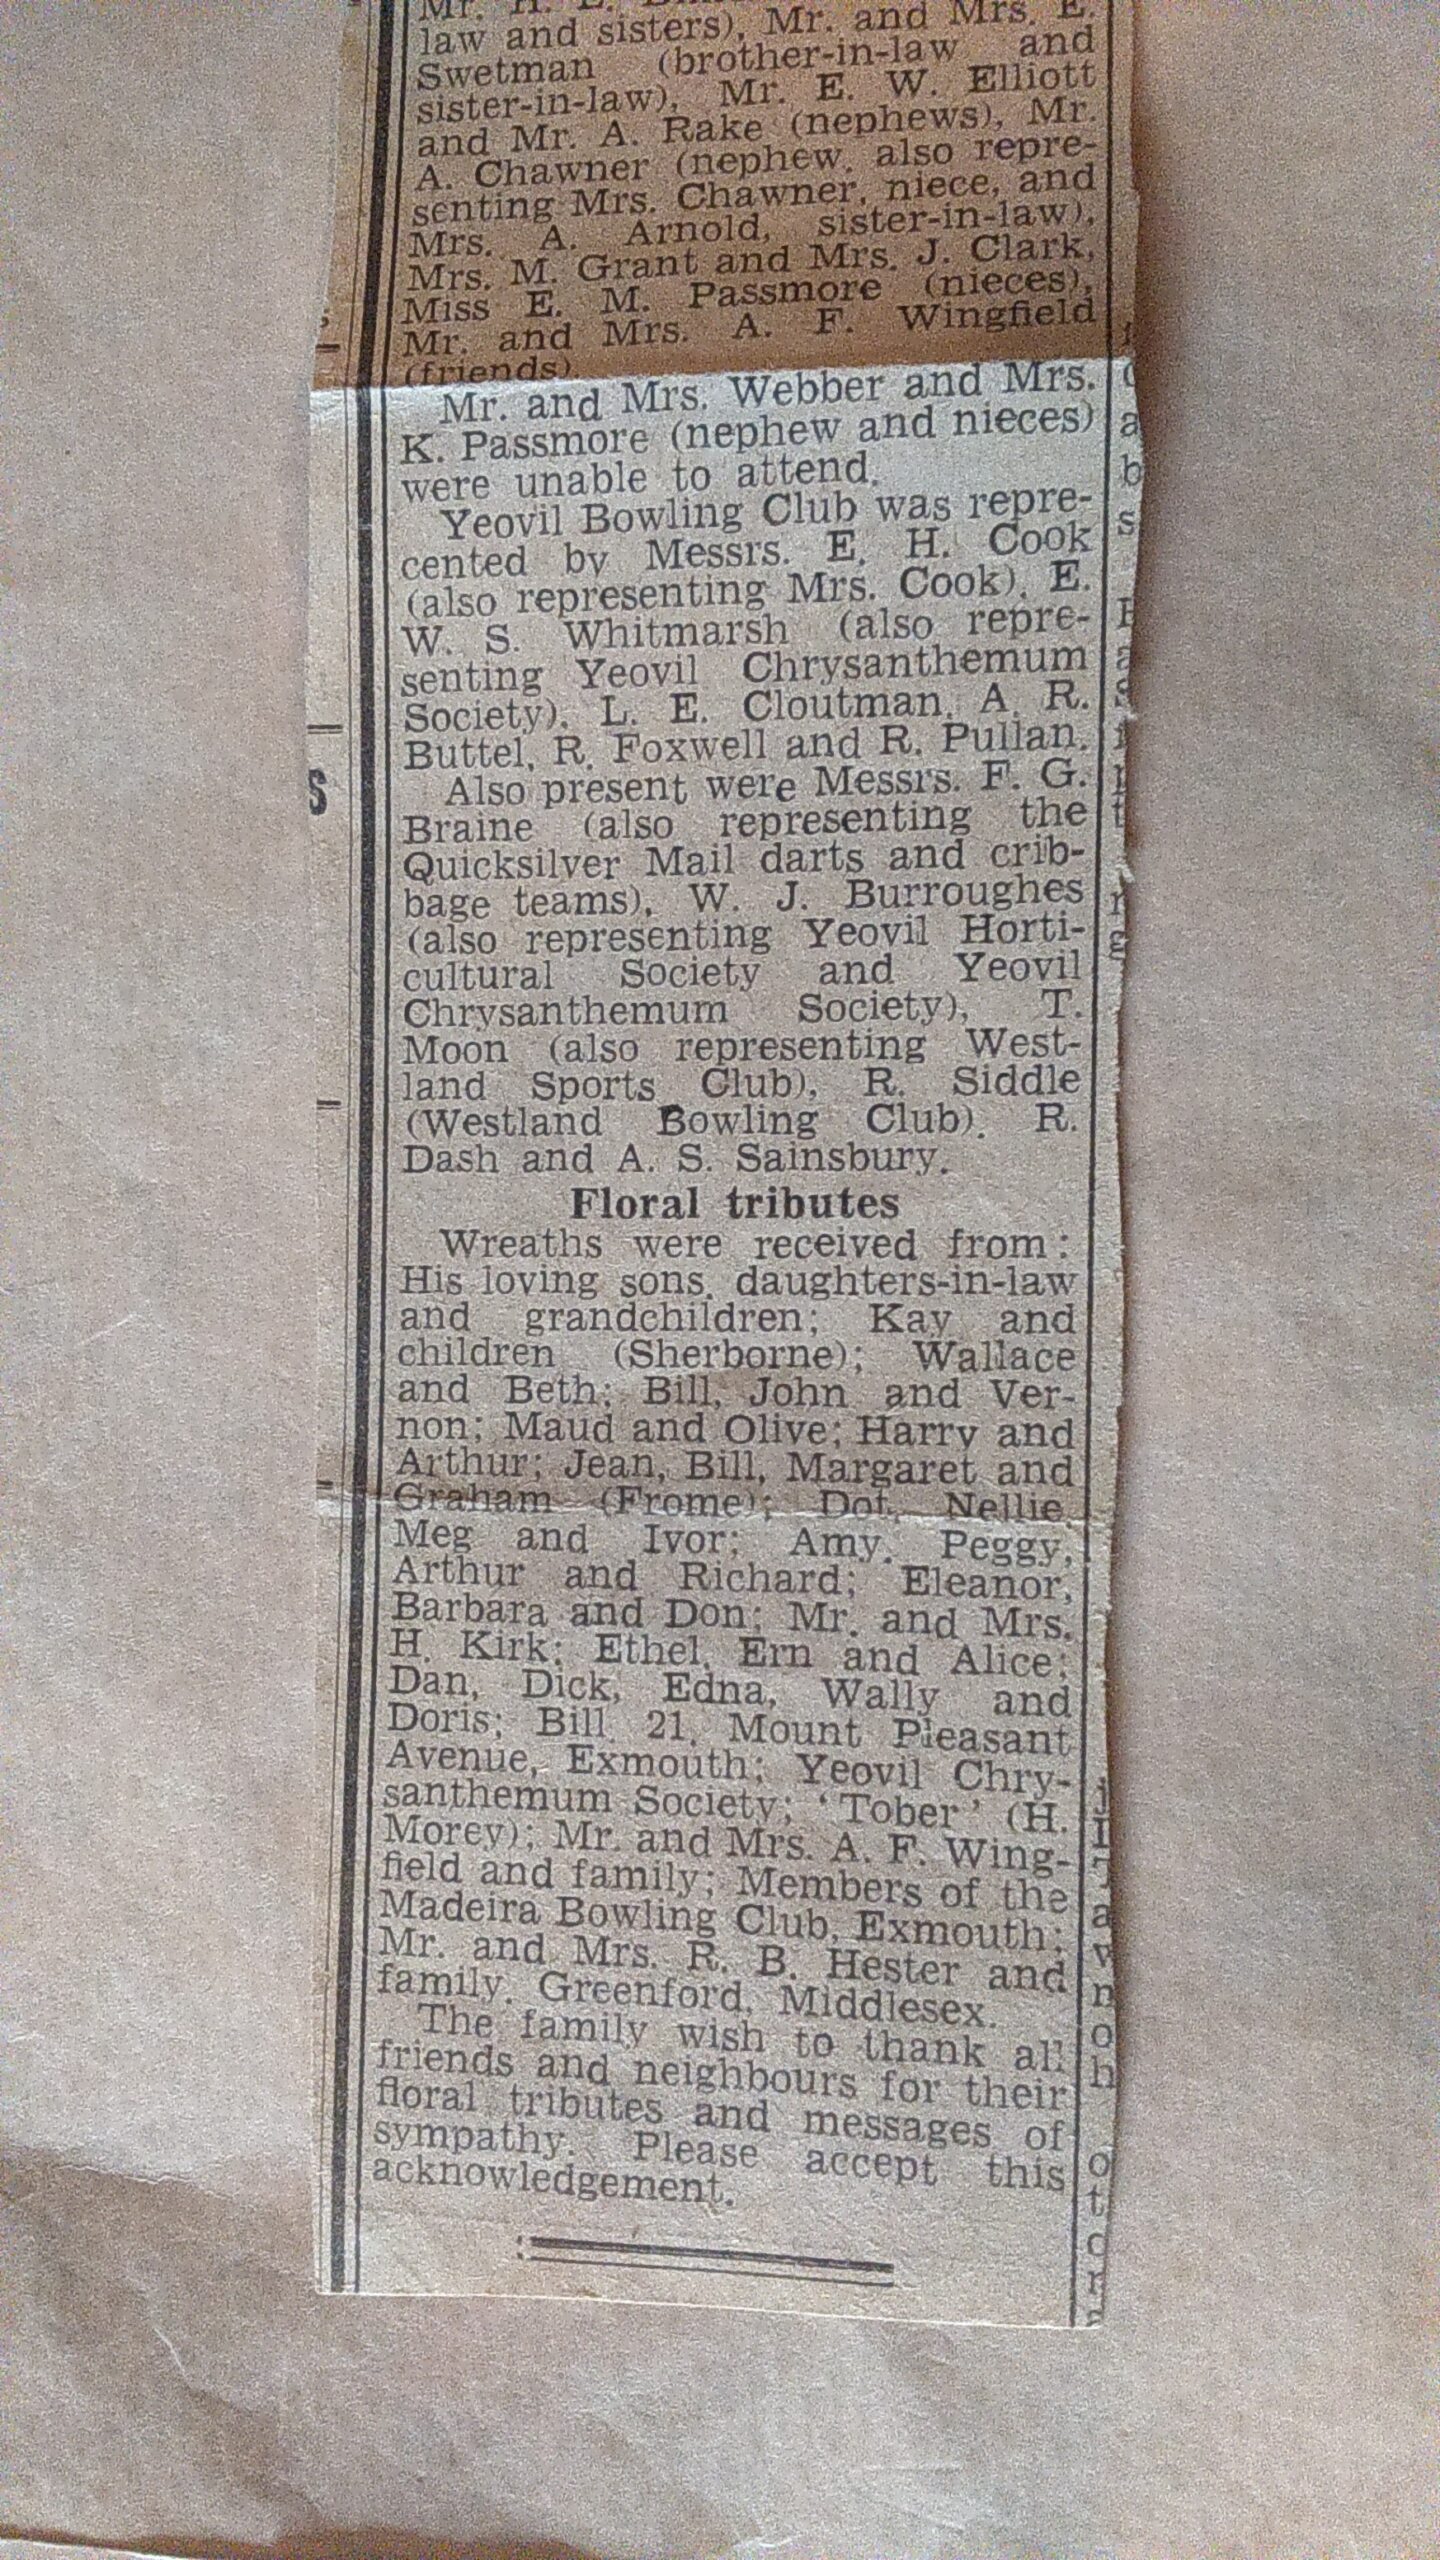 Mr. H. E.
law and sisters), Mr. and Mrs. E.
Swetman (brother-in-law and
sister-in-law), Mr. E. W. Elliott
and Mr. A. Rake (nephews), Mr.
A. Chawner (nephew, also repre-
senting Mrs. Chawner, niece, and
Mrs. A. Arnold, sister-in-law),
Mrs. M. Grant and Mrs. J. Clark,
Miss E. M. Passmore (nieces),
Mr. and Mrs. A. F. Wingfield
(friends).
Mr. and Mrs. Webber and Mrs.
K. Passmore (nephew and nieces)
were unable to attend.
Yeovil Bowling Club was repre-
cented by Messrs. E. H. Cook
(also representing Mrs. Cook), E.
W. S. Whitmarsh (also repre-
senting Yeovil Chrysanthemum
Society), L. E. Cloutman, A. R.
Buttel, R. Foxwell and R. Pullan.
Also present were Messrs. F. G.
Braine (also representing the
Quicksilver Mail darts and crib-
bage teams), W. J. Burroughes
(also representing Yeovil Horti-
cultural Society and Yeovil
Chrysanthemum Society), T.
Moon (also representing West-
land Sports Club), R. Siddle
(Westland Bowling Club), R.
Dash and A. S. Sainsbury.
Floral tributes
Wreaths were received from:
His loving sons, daughters-in-law
and grandchildren; Kay and
children (Sherborne); Wallace
and Beth; Bill, John and Ver-
non; Maud and Olive; Harry and
Arthur; Jean, Bill, Margaret and
Graham (Frome); Dot, Nellie,
Meg and Ivor; Amy, Peggy,
Arthur and Richard; Eleanor,
Barbara and Don; Mr. and Mrs.
H. Kirk; Ethel, Ern and Alice;
Dan, Dick, Edna, Wally and
Doris; Bill, 21, Mount Pleasant
Avenue, Exmouth; Yeovil Chry-
santhemum Society; 'Tober' (H.
Morey); Mr. and Mrs. A. F. Wing-
field and family; Members of the
Madeira Bowling Club, Exmouth;
Mr. and Mrs. R. B. Hester and
family, Greenford, Middlesex.
The family wish to thank all
friends and neighbours for their
floral tributes and messages of
sympathy. Please accept this
acknowledgement.